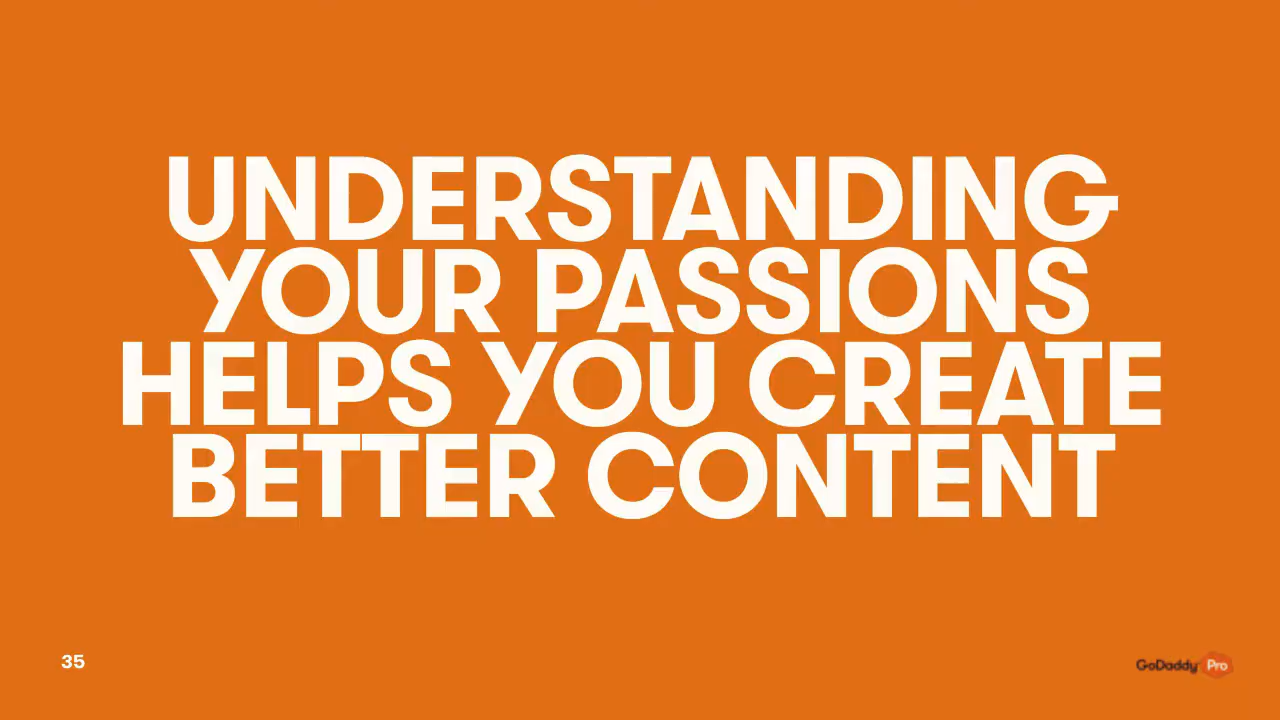 UNDERSTANDING
YOUR PASSIONS
HELPS YOU CREATE
BETTER CONTENT
35
GoDaddy Pro